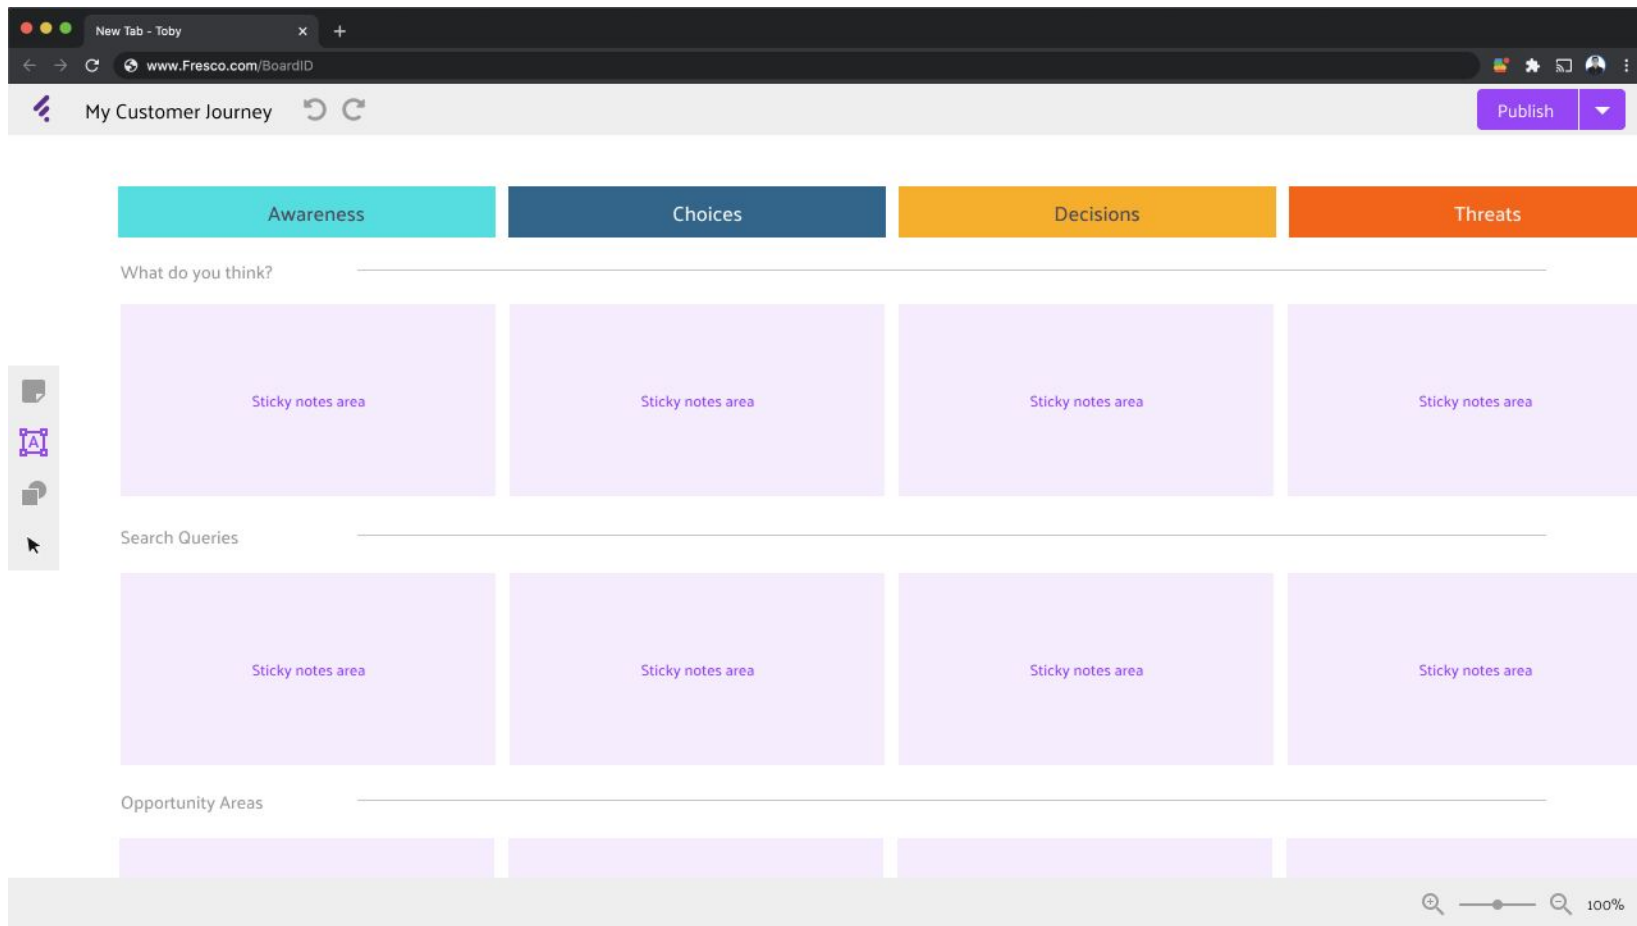 New Tab - Toby
www.Fresco.com/BoardID
My Customer Journey
Publish
Awareness Choices Decisions Threats
What do you think?
Sticky notes area Sticky notes area Sticky notes area Sticky notes area
A
Search Queries
Sticky notes area Sticky notes area Sticky notes area Sticky notes area
Opportunity Areas
100%